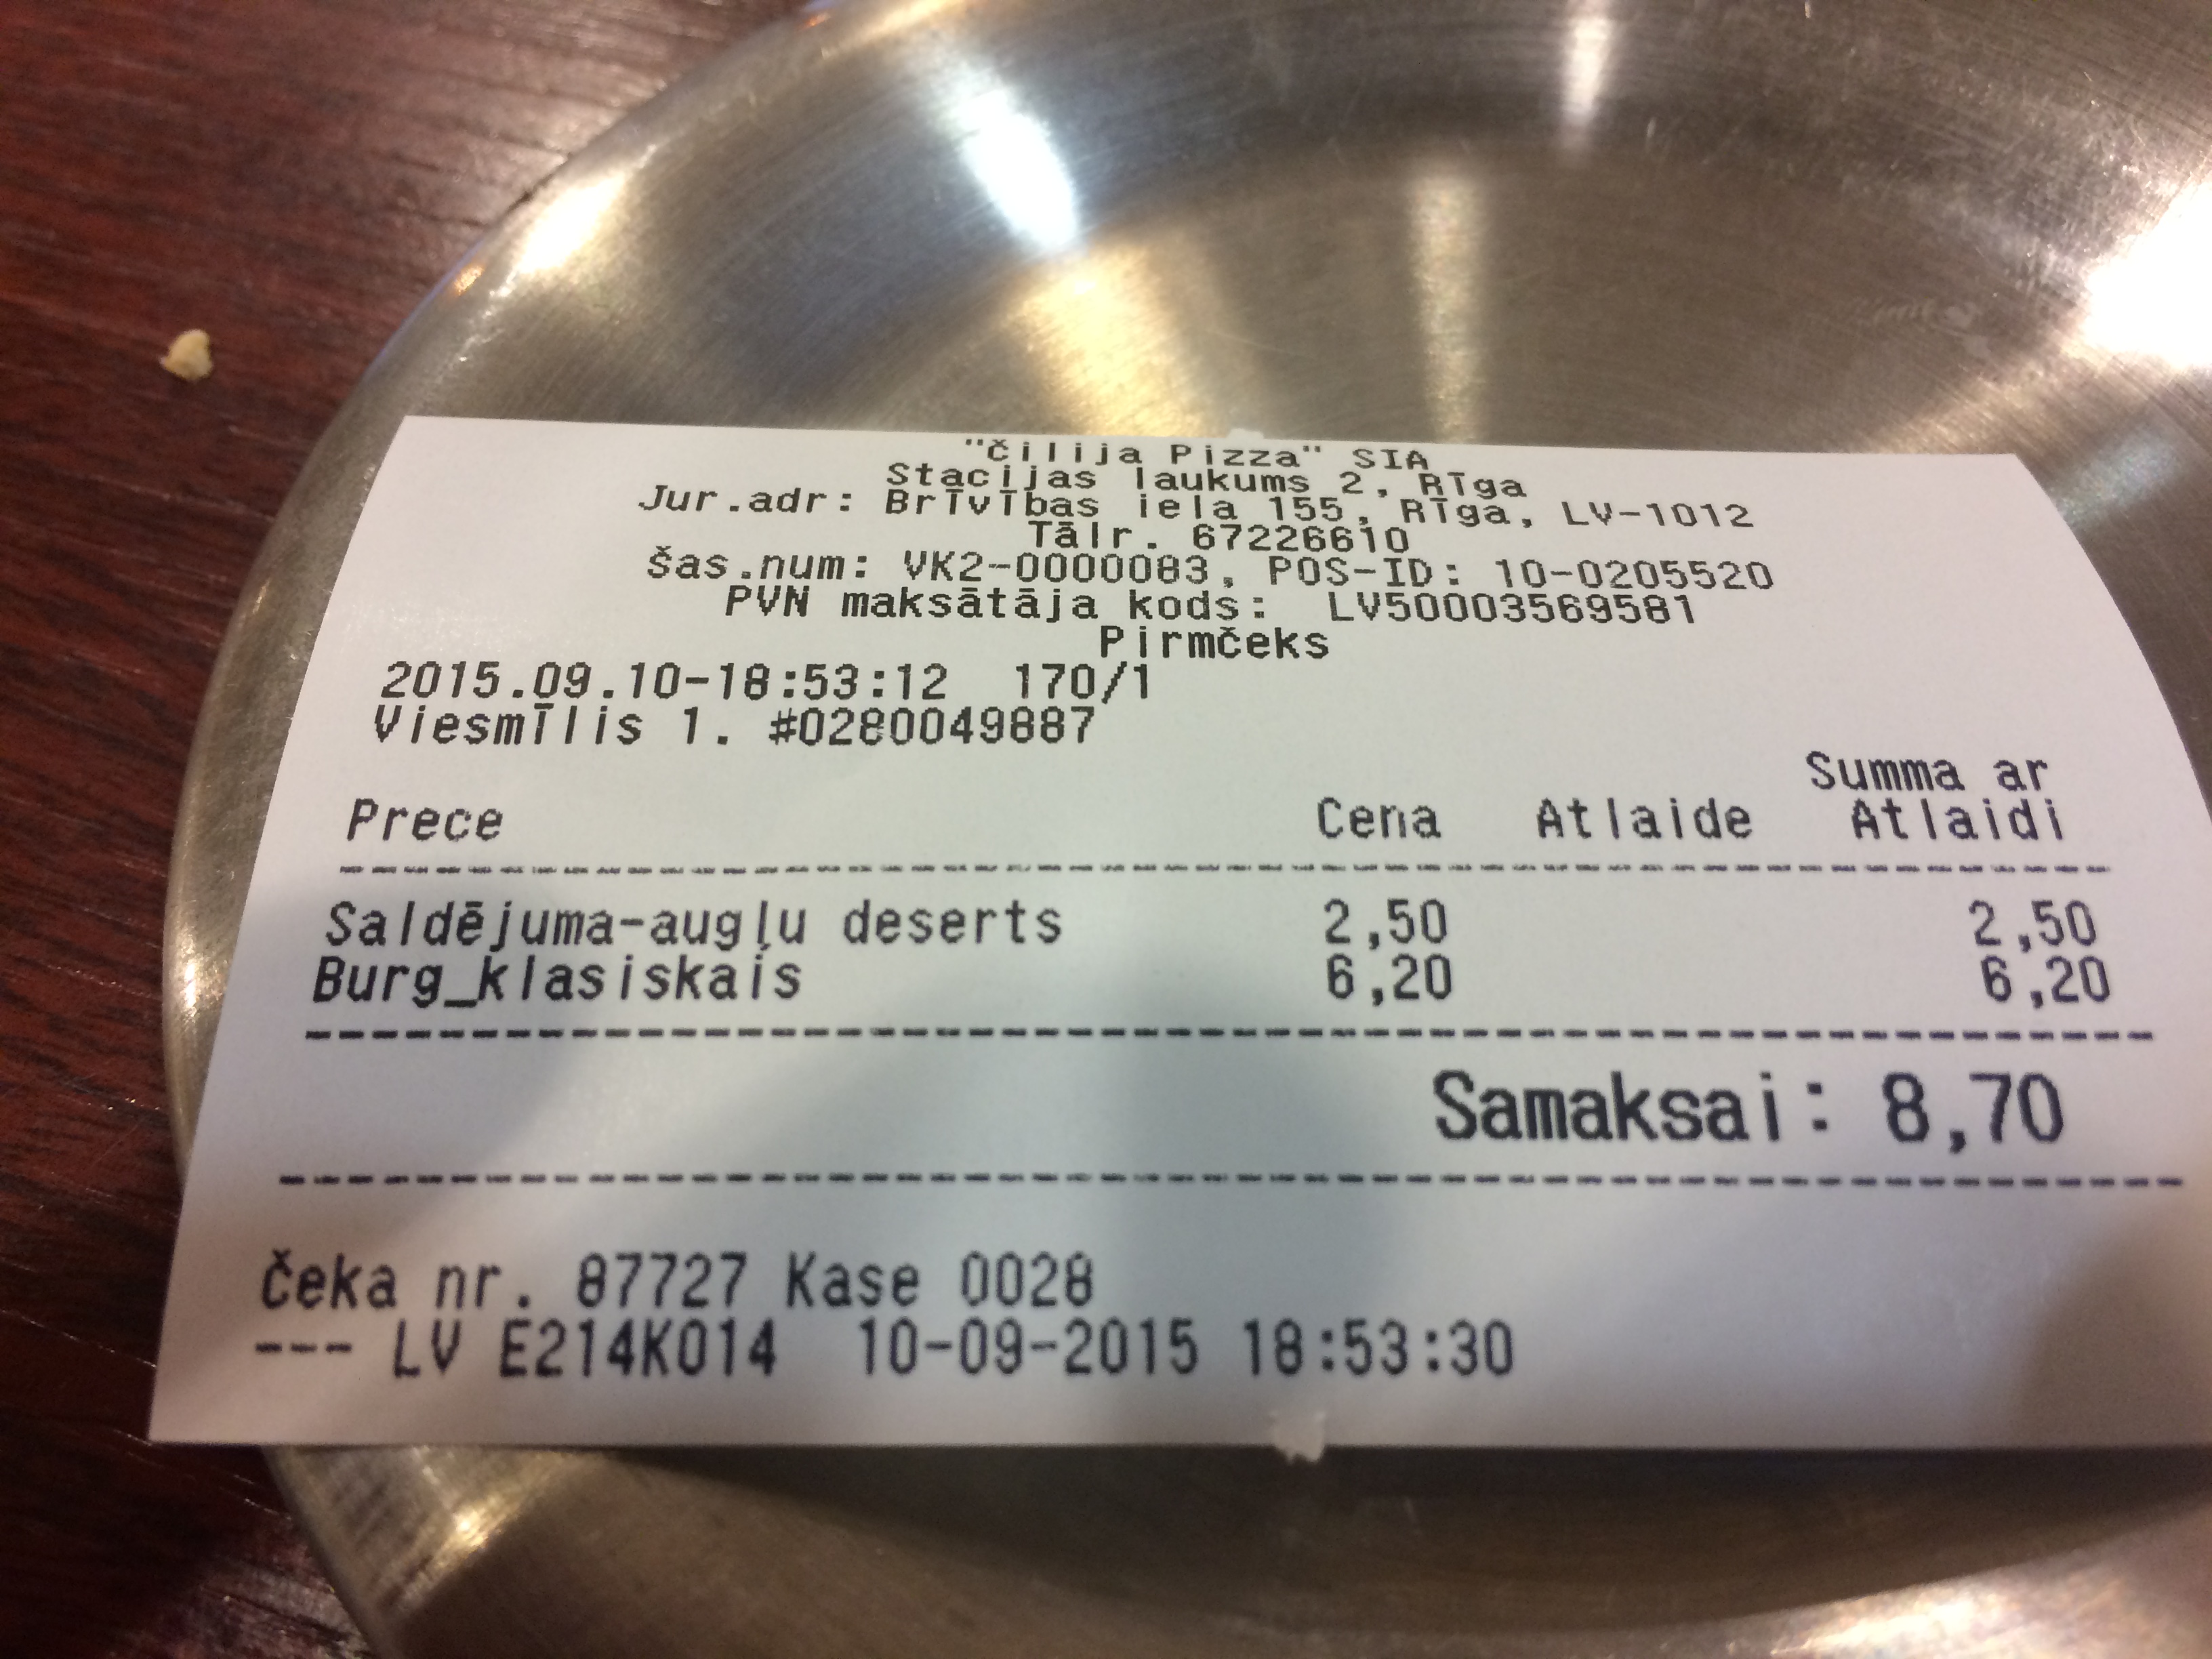 "Čilija Pizza" SIA
Stacijas laukums 2, Rīga
Jur.adr: Brīvības iela 155, Rīga, LV-1012
Tālr. 67226610
Šas.num: VK2-0000083, POS-ID: 10-0205520
PVN maksātāja kods: LV50003569581
Pirmčeks
2015.09.10-18:53:12 170/1
Viesmīlis 1. #0280049887
Summa ar
Prece Cena Atlaide Atlaidi
Saldējuma-augļu deserts 2,50 2,50
Burg_klasiskais 6,20 6,20
Samaksai: 8,70
Čeka nr. 87727 Kase 0028
--- LV E214K014 10-09-2015 18:53:30